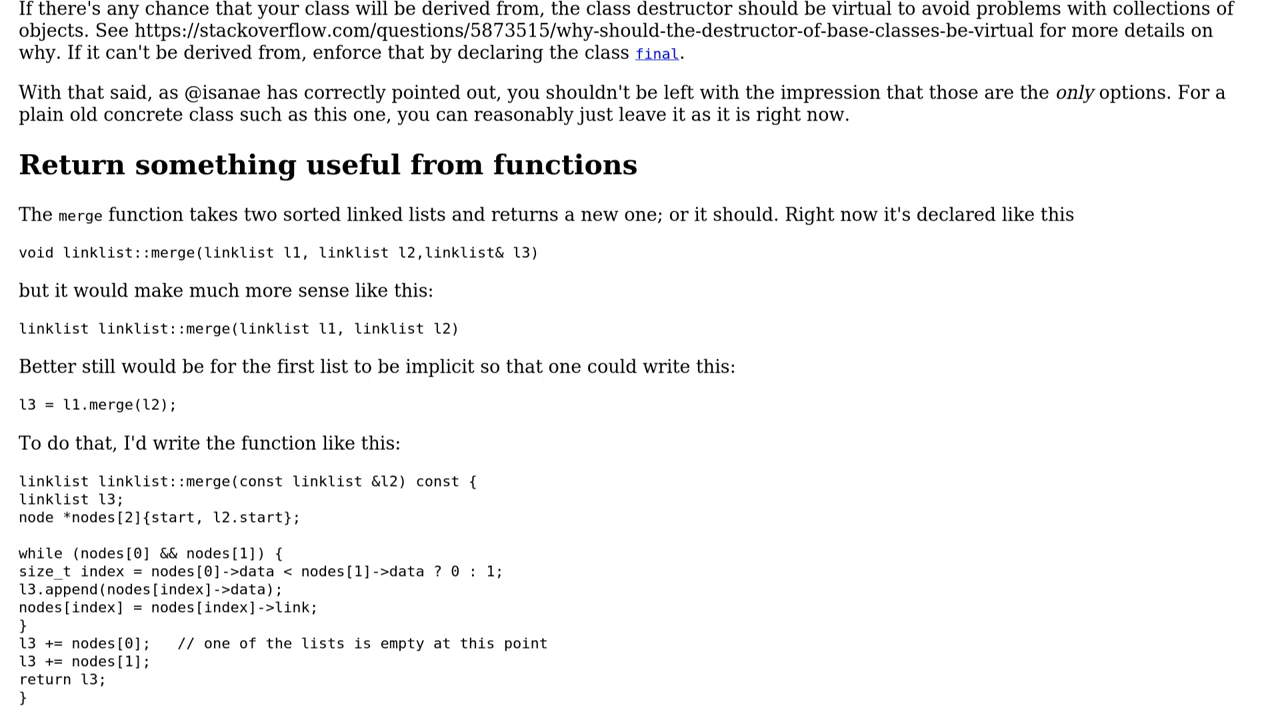 If there's any chance that your class will be derived from, the class destructor should be virtual to avoid problems with collections of
objects. See https://stackoverflow.com/questions/5873515/why-should-the-destructor-of-base-classes-be-virtual for more details on
why. If it can't be derived from, enforce that by declaring the class final.
With that said, as @isanae has correctly pointed out, you shouldn't be left with the impression that those are the only options. For a
plain old concrete class such as this one, you can reasonably just leave it as it is right now.
Return something useful from functions
The merge function takes two sorted linked lists and returns a new one; or it should. Right now it's declared like this
void linklist::merge(linklist l1, linklist l2,linklist& l3)
but it would make much more sense like this:
linklist linklist::merge(linklist l1, linklist l2)
Better still would be for the first list to be implicit so that one could write this:
l3 = l1.merge(l2);
To do that, I'd write the function like this:
linklist linklist::merge(const linklist &l2) const {
linklist l3;
node *nodes[2]{start, l2.start};
while (nodes[0] && nodes[1]) {
size_t index = nodes[0]->data < nodes[1]->data ? 0 : 1;
l3.append(nodes[index]->data);
nodes[index] = nodes[index]->link;
}
l3 += nodes[0];   // one of the lists is empty at this point
l3 += nodes[1];
return l3;
}